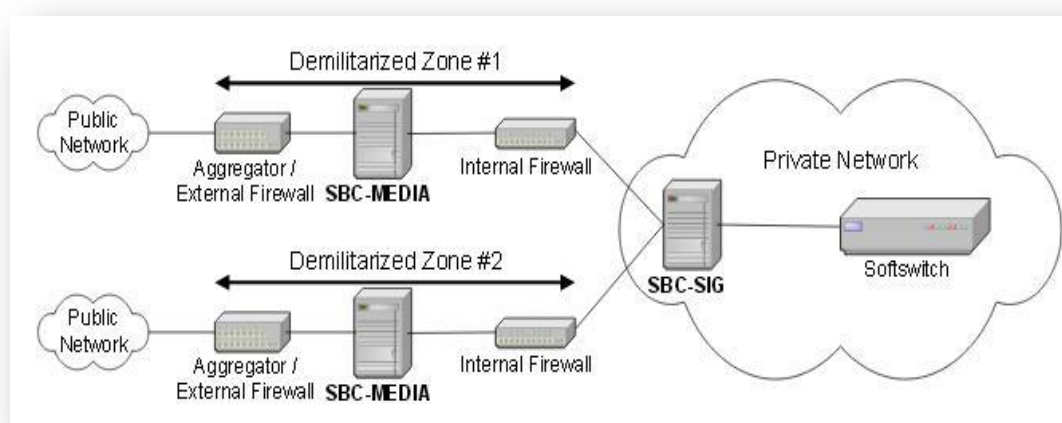 Demilitarized Zone #1
Public
Network
Aggregator /
External Firewall
SBC-MEDIA
Internal Firewall
Private Network
SBC-SIG
Softswitch
Demilitarized Zone #2
Public
Network
Aggregator /
External Firewall
SBC-MEDIA
Internal Firewall